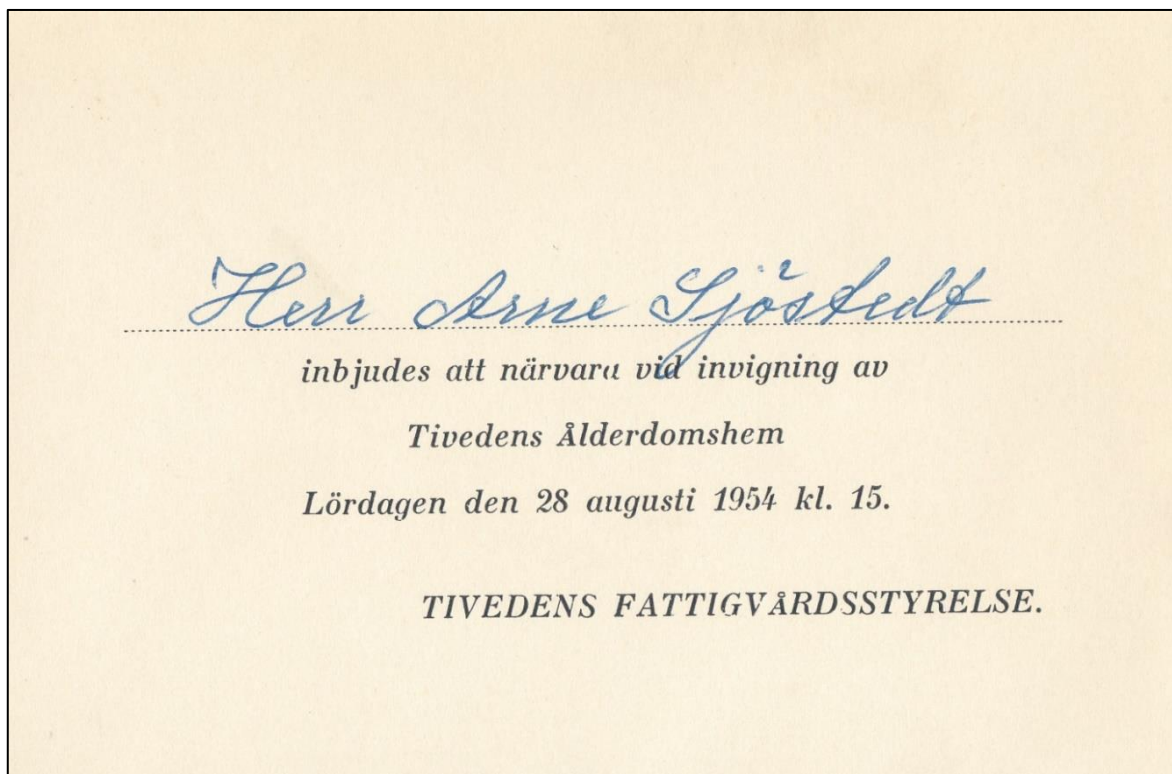 Herr Arne Sjöstedt
inbjudes att närvara vid invigning av
Tivedens Ålderdomshem
Lördagen den 28 augusti 1954 kl. 15.
TIVEDENS FATTIGVÅRDSSTYRELSE.